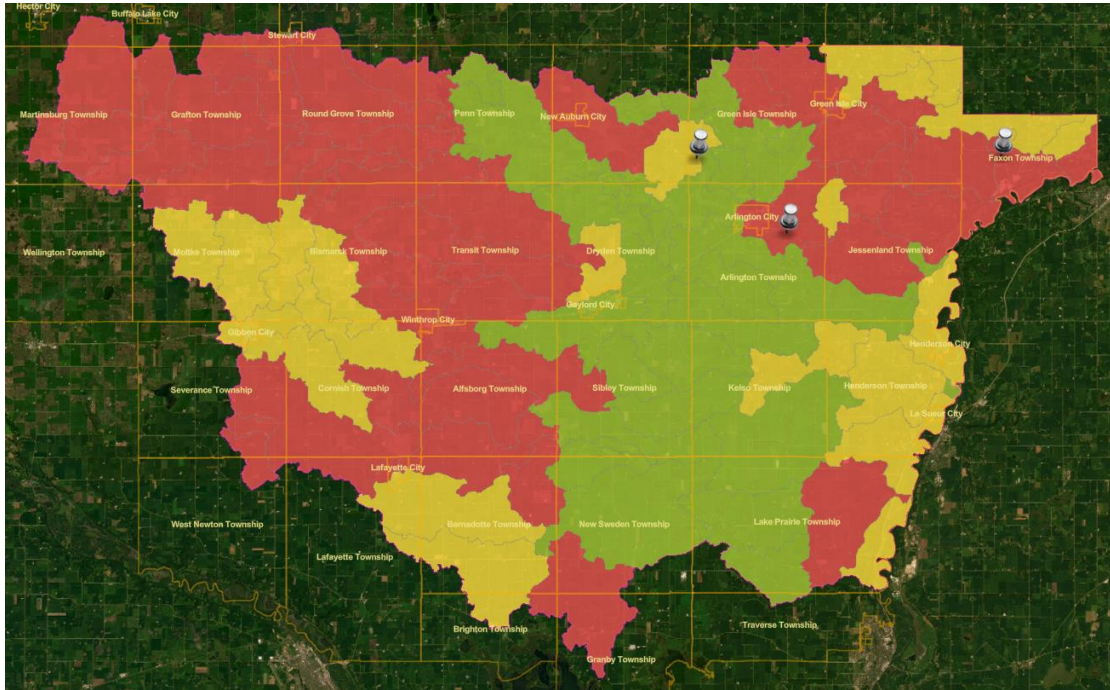 Hector City
Buffalo Lake City
Stewart City
Martinsburg Township
Grafton Township
Round Grove Township
Penn Township
New Auburn City
Green Isle Township
Green Isle City
Faxon Township
Wellington Township
Moltke Township
Bismarck Township
Transit Township
Dryden Township
Arlington City
Arlington Township
Jessenland Township
Gaylord City
Winthrop City
Gibbon City
Henderson City
Severance Township
Cornish Township
Alfsborg Township
Sibley Township
Kelso Township
Henderson Township
Le Sueur City
Lafayette City
West Newton Township
Lafayette Township
Bernadotte Township
New Sweden Township
Lake Prairie Township
Brighton Township
Granby Township
Traverse Township